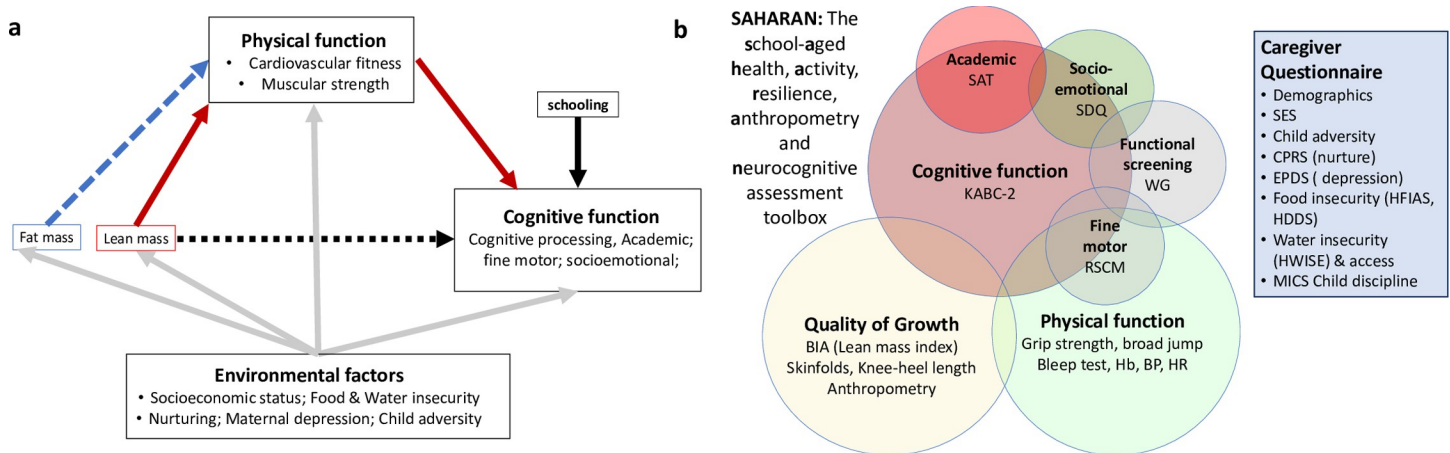 a
Physical function
• Cardiovascular fitness
• Muscular strength
schooling
Fat mass
Lean mass
Cognitive function
Cognitive processing, Academic;
fine motor; socioemotional;
Environmental factors
• Socioeconomic status; Food & Water insecurity
• Nurturing; Maternal depression; Child adversity
b
SAHARAN: The
school-aged
health, activity,
resilience,
anthropometry
and
neurocognitive
assessment
toolbox
Academic
SAT
Socio-
emotional
SDQ
Functional
screening
WG
Cognitive function
KABC-2
Fine
motor
RSCM
Quality of Growth
BIA (Lean mass index)
Skinfolds, Knee-heel length
Anthropometry
Physical function
Grip strength, broad jump
Bleep test, Hb, BP, HR
Caregiver
Questionnaire
• Demographics
• SES
• Child adversity
• CPRS (nurture)
• EPDS ( depression)
• Food insecurity (HFIAS,
HDDS)
• Water insecurity
(HWISE) & access
• MICS Child discipline